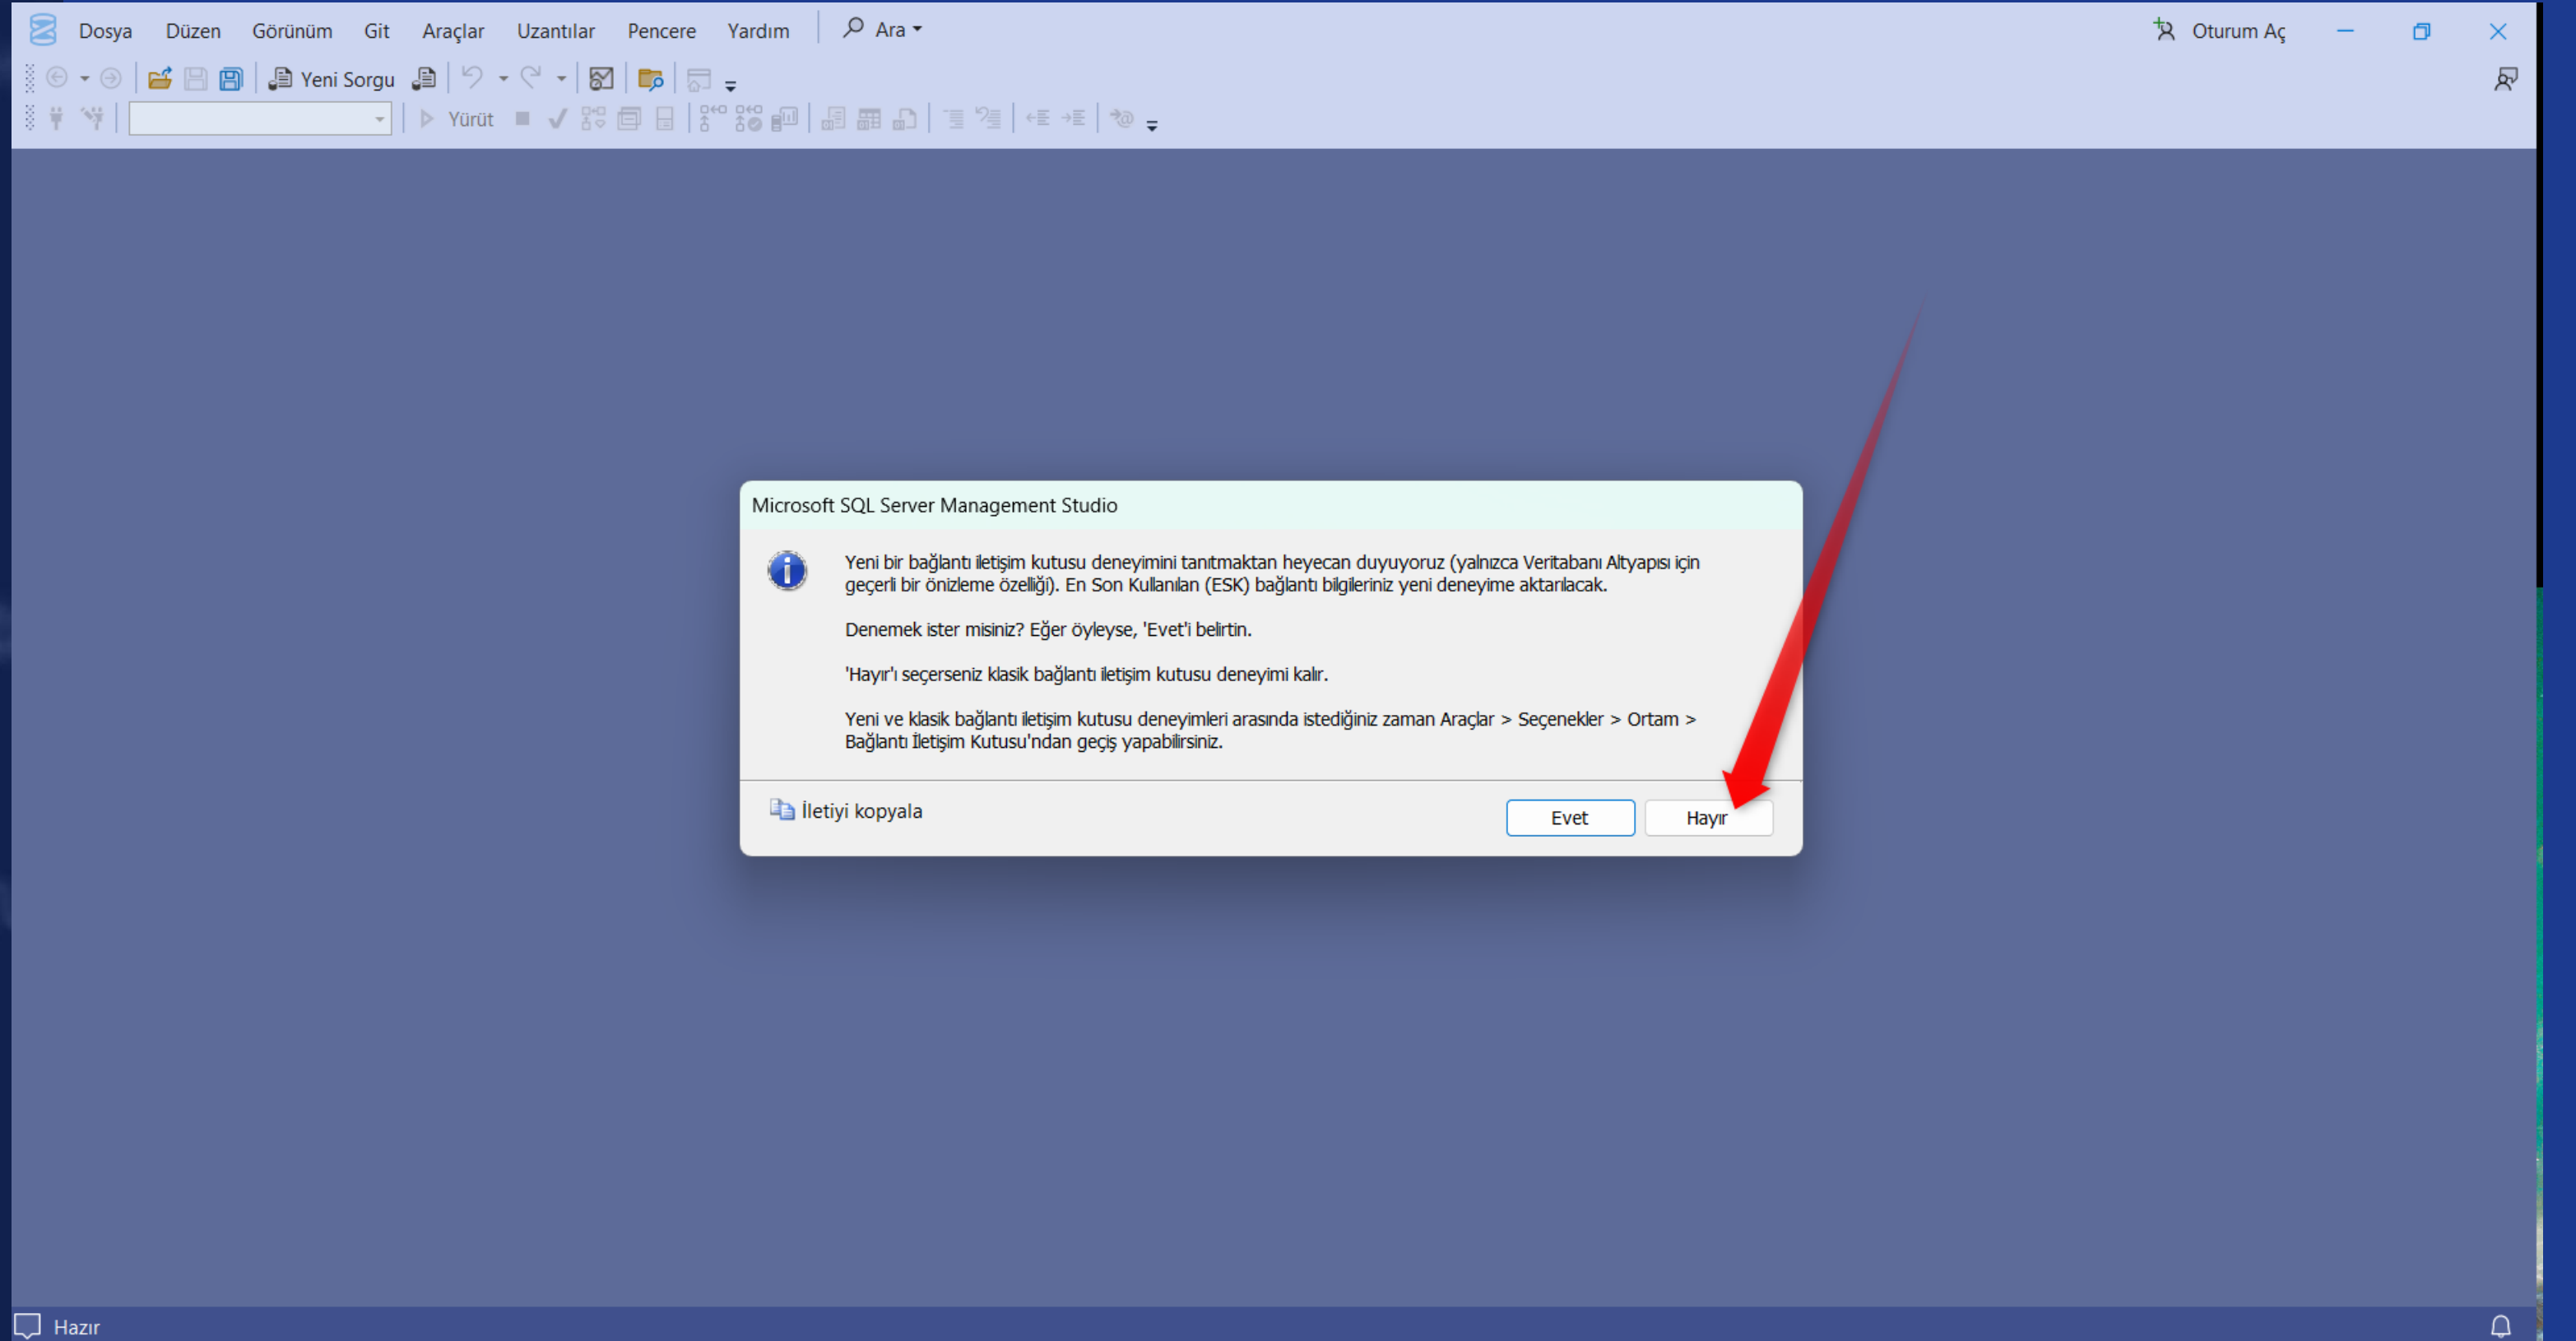 Dosya Düzen Görünüm Git Araçlar Uzantılar Pencere Yardım Ara Oturum Aç
Yeni Sorgu
Yürüt
Microsoft SQL Server Management Studio
Yeni bir bağlantı iletişim kutusu deneyimini tanıtmaktan heyecan duyuyoruz (yalnızca Veritabanı Altyapısı için
geçerli bir önizleme özelliği). En Son Kullanılan (ESK) bağlantı bilgileriniz yeni deneyime aktarılacak.
Denemek ister misiniz? Eğer öyleyse, 'Evet'i belirtin.
'Hayır'ı seçerseniz klasik bağlantı iletişim kutusu deneyimi kalır.
Yeni ve klasik bağlantı iletişim kutusu deneyimleri arasında istediğiniz zaman Araçlar > Seçenekler > Ortam >
Bağlantı İletişim Kutusu'ndan geçiş yapabilirsiniz.
İletiyi kopyala Evet Hayır
Hazır